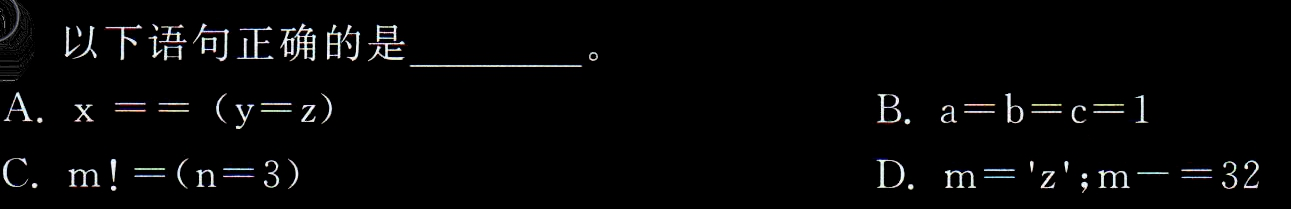 以下语句正确的是________。
A. x ==（y=z）
B. a=b=c=1
C. m!=(n=3)
D. m='z';m-=32